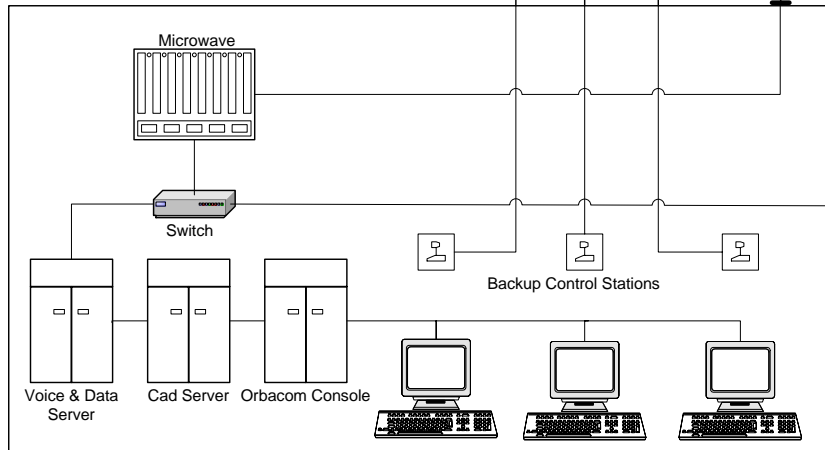 Microwave
Switch
Backup Control Stations
Voice & Data
Server
Cad Server
Orbacom Console